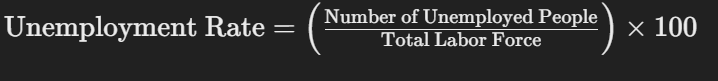 Unemployment Rate = (Number of Unemployed People / Total Labor Force) × 100